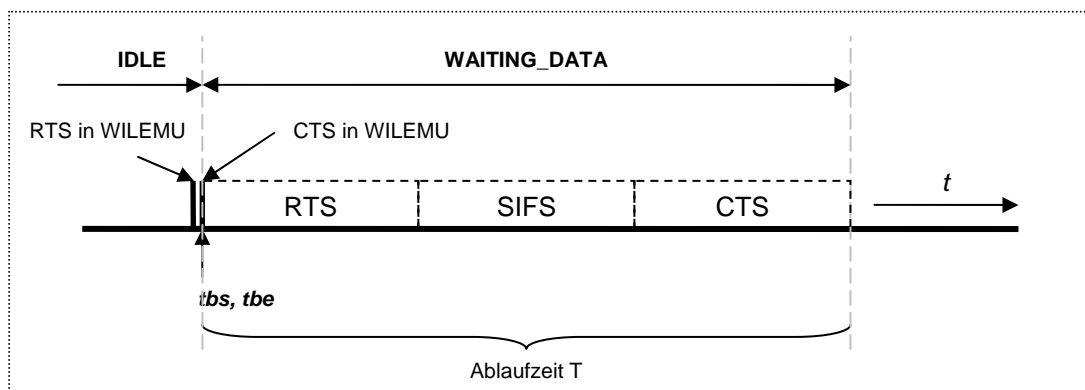 IDLE WAITING_DATA
RTS in WILEMU CTS in WILEMU
RTS SIFS CTS t
tbs, tbe
Ablaufzeit T